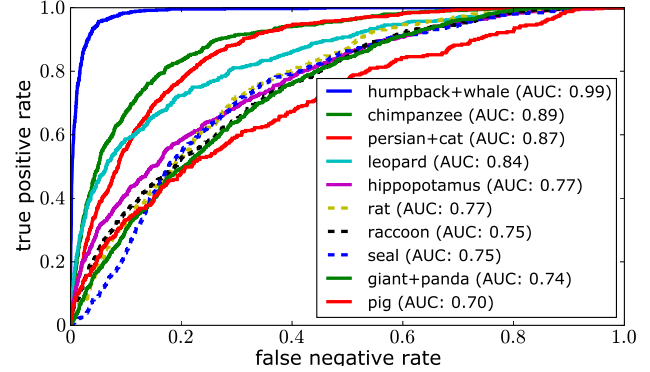 1.0
0.8
0.6
0.4
0.2
0
true positive rate
humpback+whale (AUC: 0.99)
chimpanzee (AUC: 0.89)
persian+cat (AUC: 0.87)
leopard (AUC: 0.84)
hippopotamus (AUC: 0.77)
rat (AUC: 0.77)
raccoon (AUC: 0.75)
seal (AUC: 0.75)
giant+panda (AUC: 0.74)
pig (AUC: 0.70)
0 0.2 0.4 0.6 0.8 1.0
false negative rate